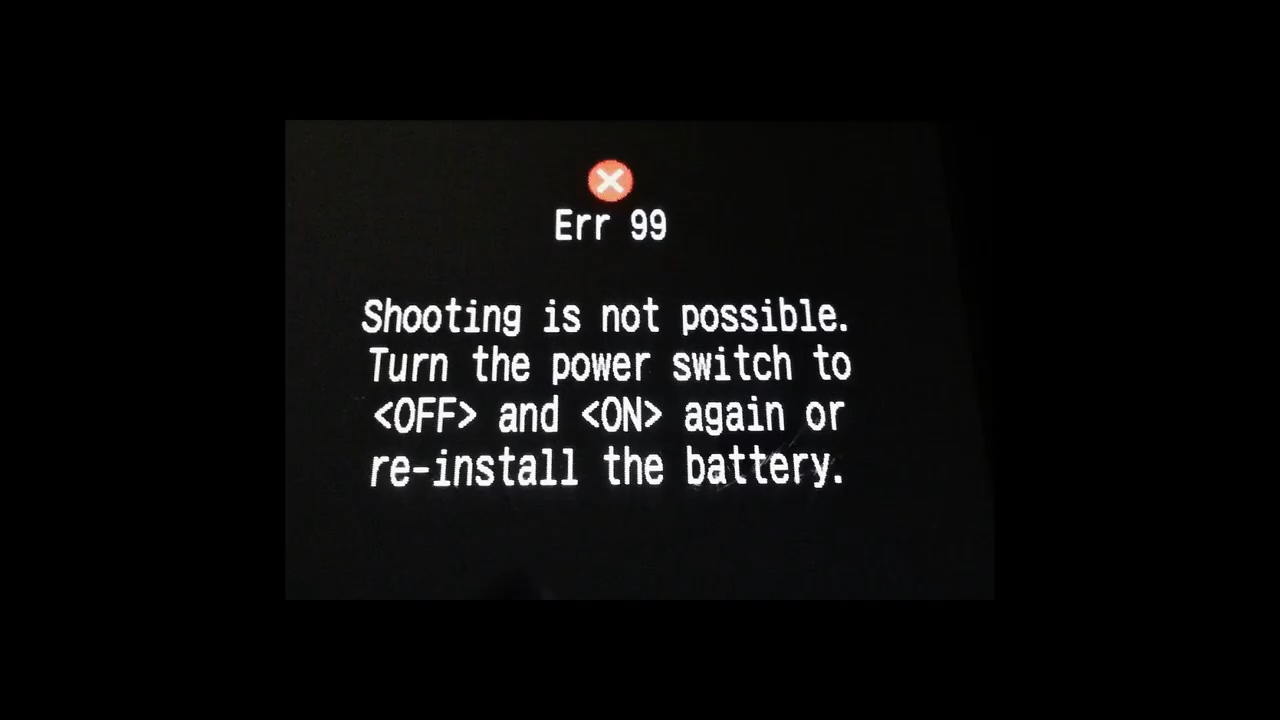 Err 99
Shooting is not possible.
Turn the power switch to
<OFF> and <ON> again or
re-install the battery.